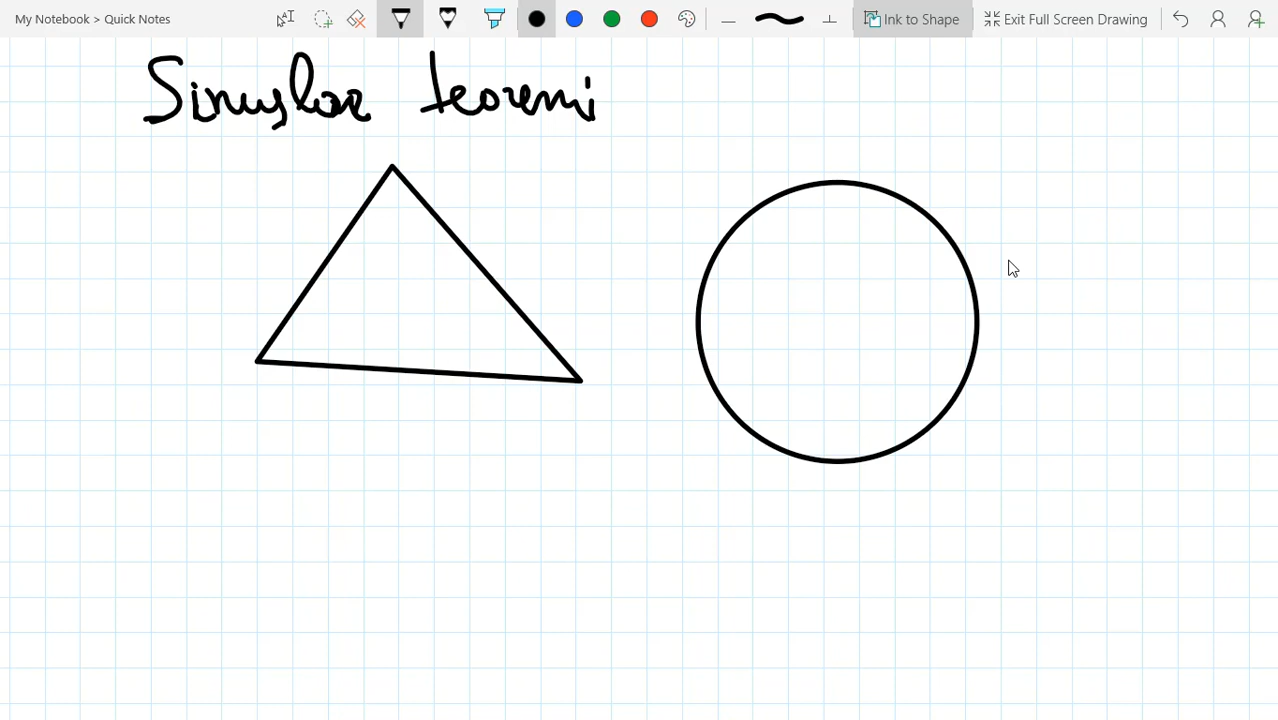 My Notebook > Quick Notes
Ink to Shape
Exit Full Screen Drawing
Sinuslar teoremi